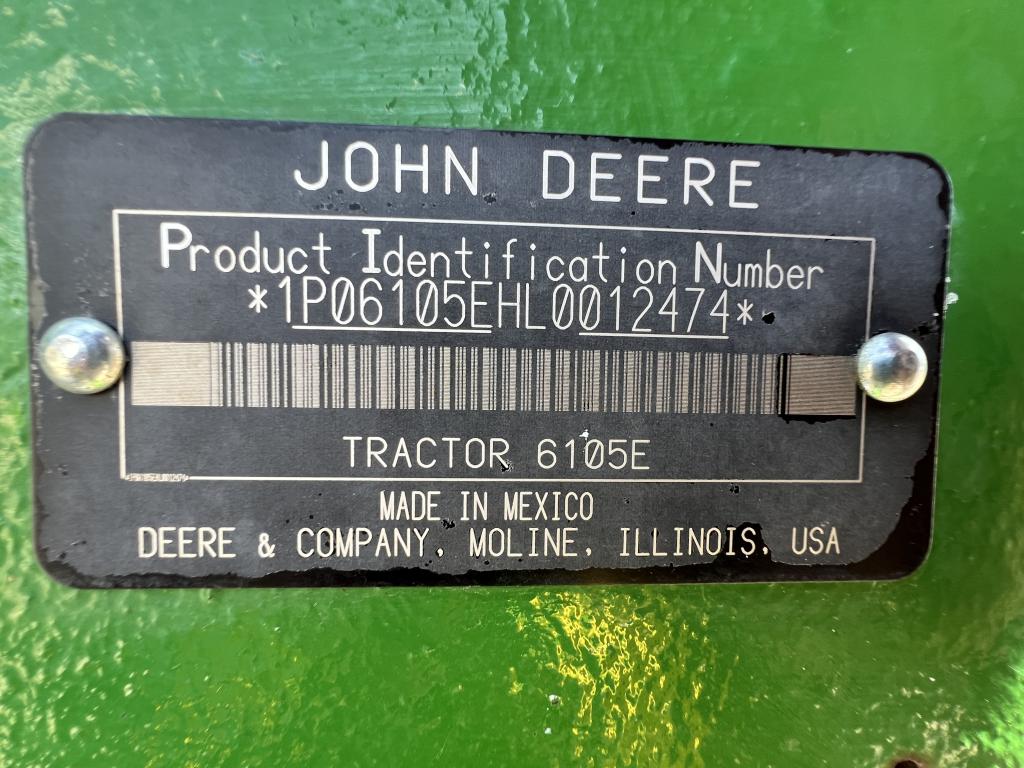 JOHN DEERE
Product Identification Number
*1P06105EHL0012474*
TRACTOR 6105E
MADE IN MEXICO
DEERE & COMPANY, MOLINE, ILLINOIS, USA